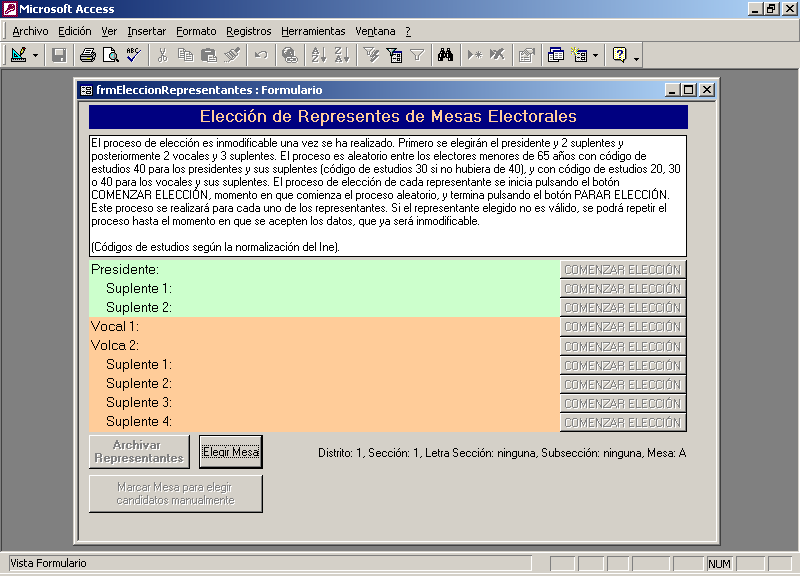 Microsoft Access
Archivo Edición Ver Insertar Formato Registros Herramientas Ventana ?
frmEleccionRepresentantes : Formulario
Elección de Represententes de Mesas Electorales
El proceso de elección es inmodificable una vez se ha realizado. Primero se elegirán el presidente y 2 suplentes y
posteriormente 2 vocales y 3 suplentes. El proceso es aleatorio entre los electores menores de 65 años con código de
estudios 40 para los presidentes y sus suplentes (código de estudios 30 si no hubiera de 40), y con código de estudios 20, 30
o 40 para los vocales y sus suplentes. El proceso de elección de cada representante se inicia pulsando el botón
COMENZAR ELECCIÓN, momento en que comienza el proceso aleatorio, y termina pulsando el botón PARAR ELECCIÓN.
Este proceso se realizará para cada uno de los representantes. Si el representante elegido no es válido, se podrá repetir el
proceso hasta el momento en que se acepten los datos, que ya será inmodificable.
(Códigos de estudios según la normalización del Ine).
Presidente: COMENZAR ELECCIÓN
Suplente 1: COMENZAR ELECCIÓN
Suplente 2: COMENZAR ELECCIÓN
Vocal 1: COMENZAR ELECCIÓN
Volca 2: COMENZAR ELECCIÓN
Suplente 1: COMENZAR ELECCIÓN
Suplente 2: COMENZAR ELECCIÓN
Suplente 3: COMENZAR ELECCIÓN
Suplente 4: COMENZAR ELECCIÓN
Archivar
Representantes
Elegir Mesa
Distrito: 1, Sección: 1, Letra Sección: ninguna, Subsección: ninguna, Mesa: A
Marcar Mesa para elegir
candidatos manualmente
Vista Formulario NUM